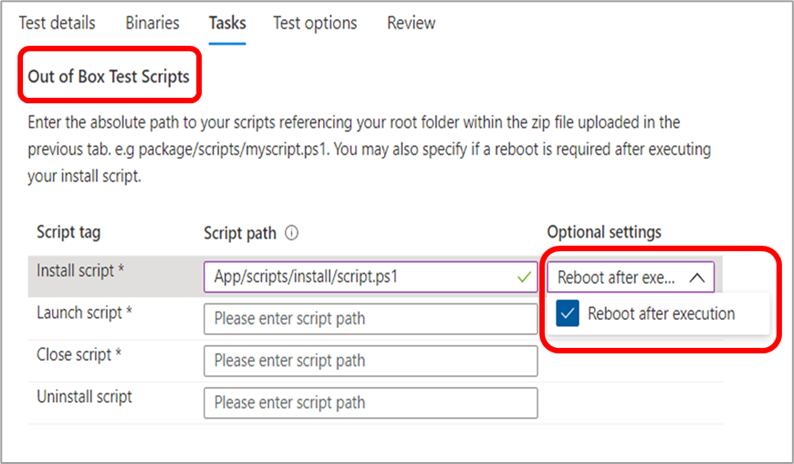 Test details Binaries Tasks Test options Review
Out of Box Test Scripts
Enter the absolute path to your scripts referencing your root folder within the zip file uploaded in the
previous tab. e.g package/scripts/myscript.ps1. You may also specify if a reboot is required after executing
your install script.
Script tag Script path Optional settings
Install script * App/scripts/install/script.ps1 Reboot after exe...
Launch script * Please enter script path Reboot after execution
Close script * Please enter script path
Uninstall script Please enter script path